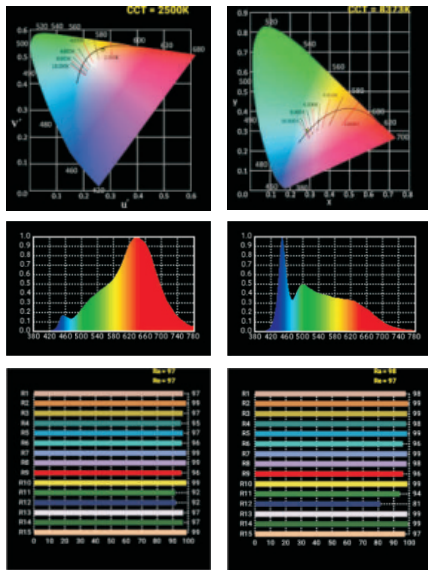 CCT = 2500K
0.6
520 540 560
0.5
580
600
620
680
490
0.4
0.3
480
0.2
0.1
460
0.0
420
0.1 0.2 0.3 0.4 0.5 0.6
u'
CCT = 8373K
520
0.8
540
0.7
560
0.6
500
0.5
580
y
0.4
600
620
0.3
490
700
0.2
480
0.1
460
0.0
0.1 0.2 0.3 0.4 0.5 0.6 0.7 0.8
x
1.0
0.9
0.8
0.7
0.6
0.5
0.4
0.3
0.2
0.1
0.0
380 420 460 500 540 580 620 660 700 740 780
1.0
0.9
0.8
0.7
0.6
0.5
0.4
0.3
0.2
0.1
0.0
380 420 460 500 540 580 620 660 700 740 780
Ra = 97
Re = 97
R1 97
R2 98
R3 97
R4 95
R5 97
R6 96
R7 99
R8 99
R9 96
R10 99
R11 92
R12 92
R13 97
R14 97
R15 99
0 10 20 30 40 50 60 70 80 90 100
Ra = 98
Re = 97
R1 98
R2 99
R3 99
R4 98
R5 99
R6 96
R7 99
R8 98
R9 96
R10 99
R11 94
R12 81
R13 99
R14 99
R15 97
0 10 20 30 40 50 60 70 80 90 100